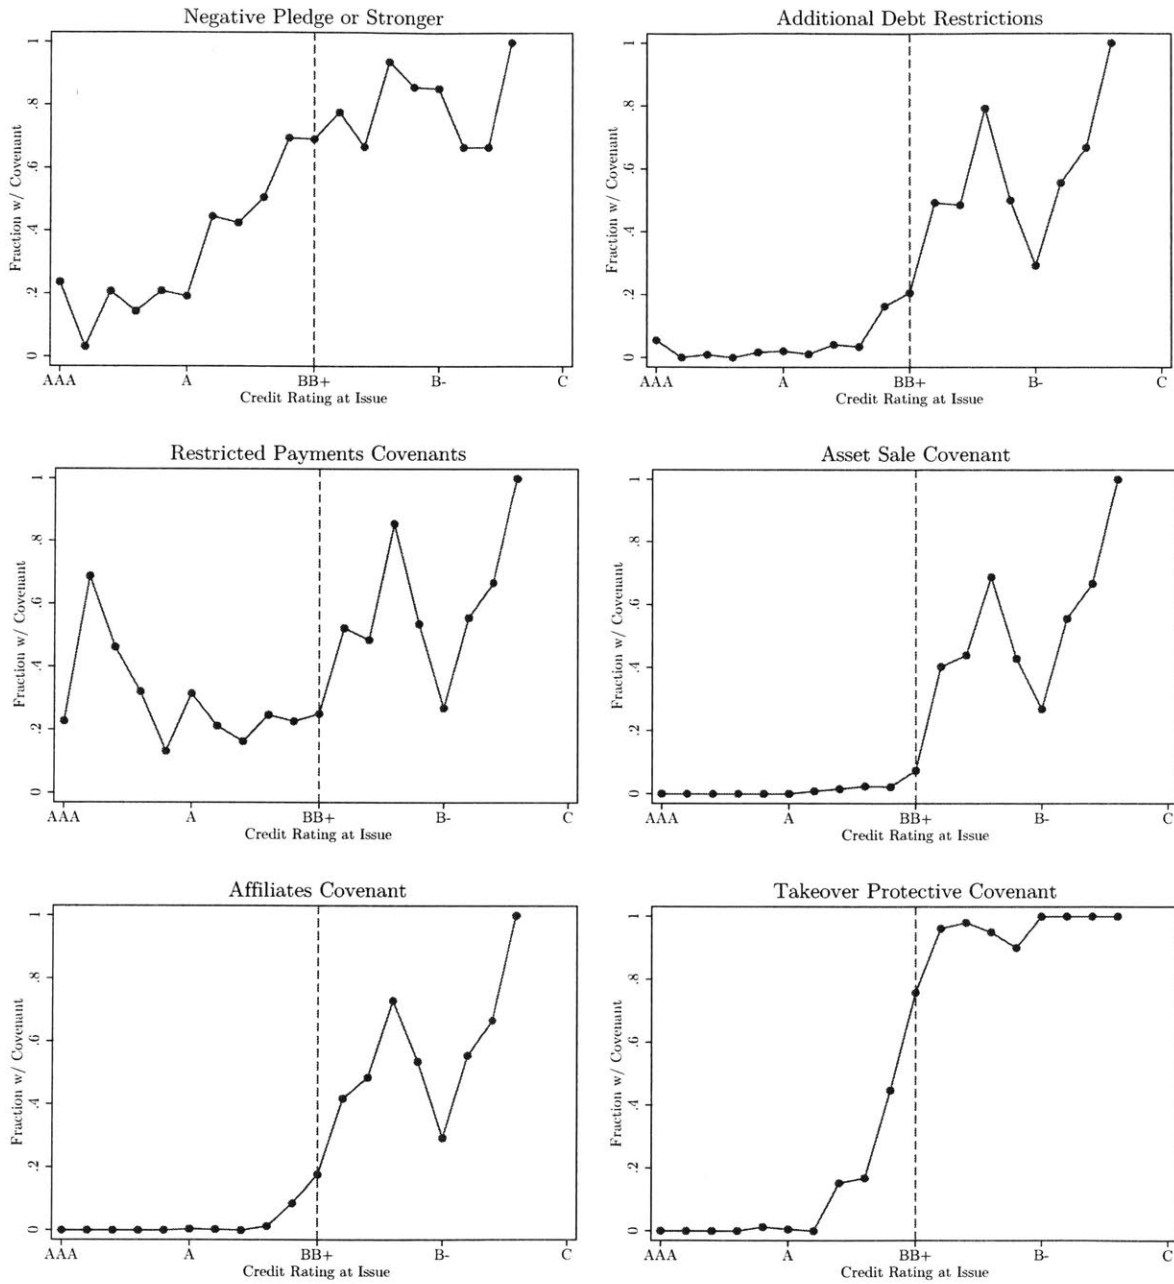 Negative Pledge or Stronger
Fraction w/ Covenant
1
.8
.6
.4
.2
0
AAA A BB+ B- C
Credit Rating at Issue
Additional Debt Restrictions
Fraction w/ Covenant
1
.8
.6
.4
.2
0
AAA A BB+ B- C
Credit Rating at Issue
Restricted Payments Covenants
Fraction w/ Covenant
1
.8
.6
.4
.2
0
AAA A BB+ B- C
Credit Rating at Issue
Asset Sale Covenant
Fraction w/ Covenant
1
.8
.6
.4
.2
0
AAA A BB+ B- C
Credit Rating at Issue
Affiliates Covenant
Fraction w/ Covenant
1
.8
.6
.4
.2
0
AAA A BB+ B- C
Credit Rating at Issue
Takeover Protective Covenant
Fraction w/ Covenant
1
.8
.6
.4
.2
0
AAA A BB+ B- C
Credit Rating at Issue